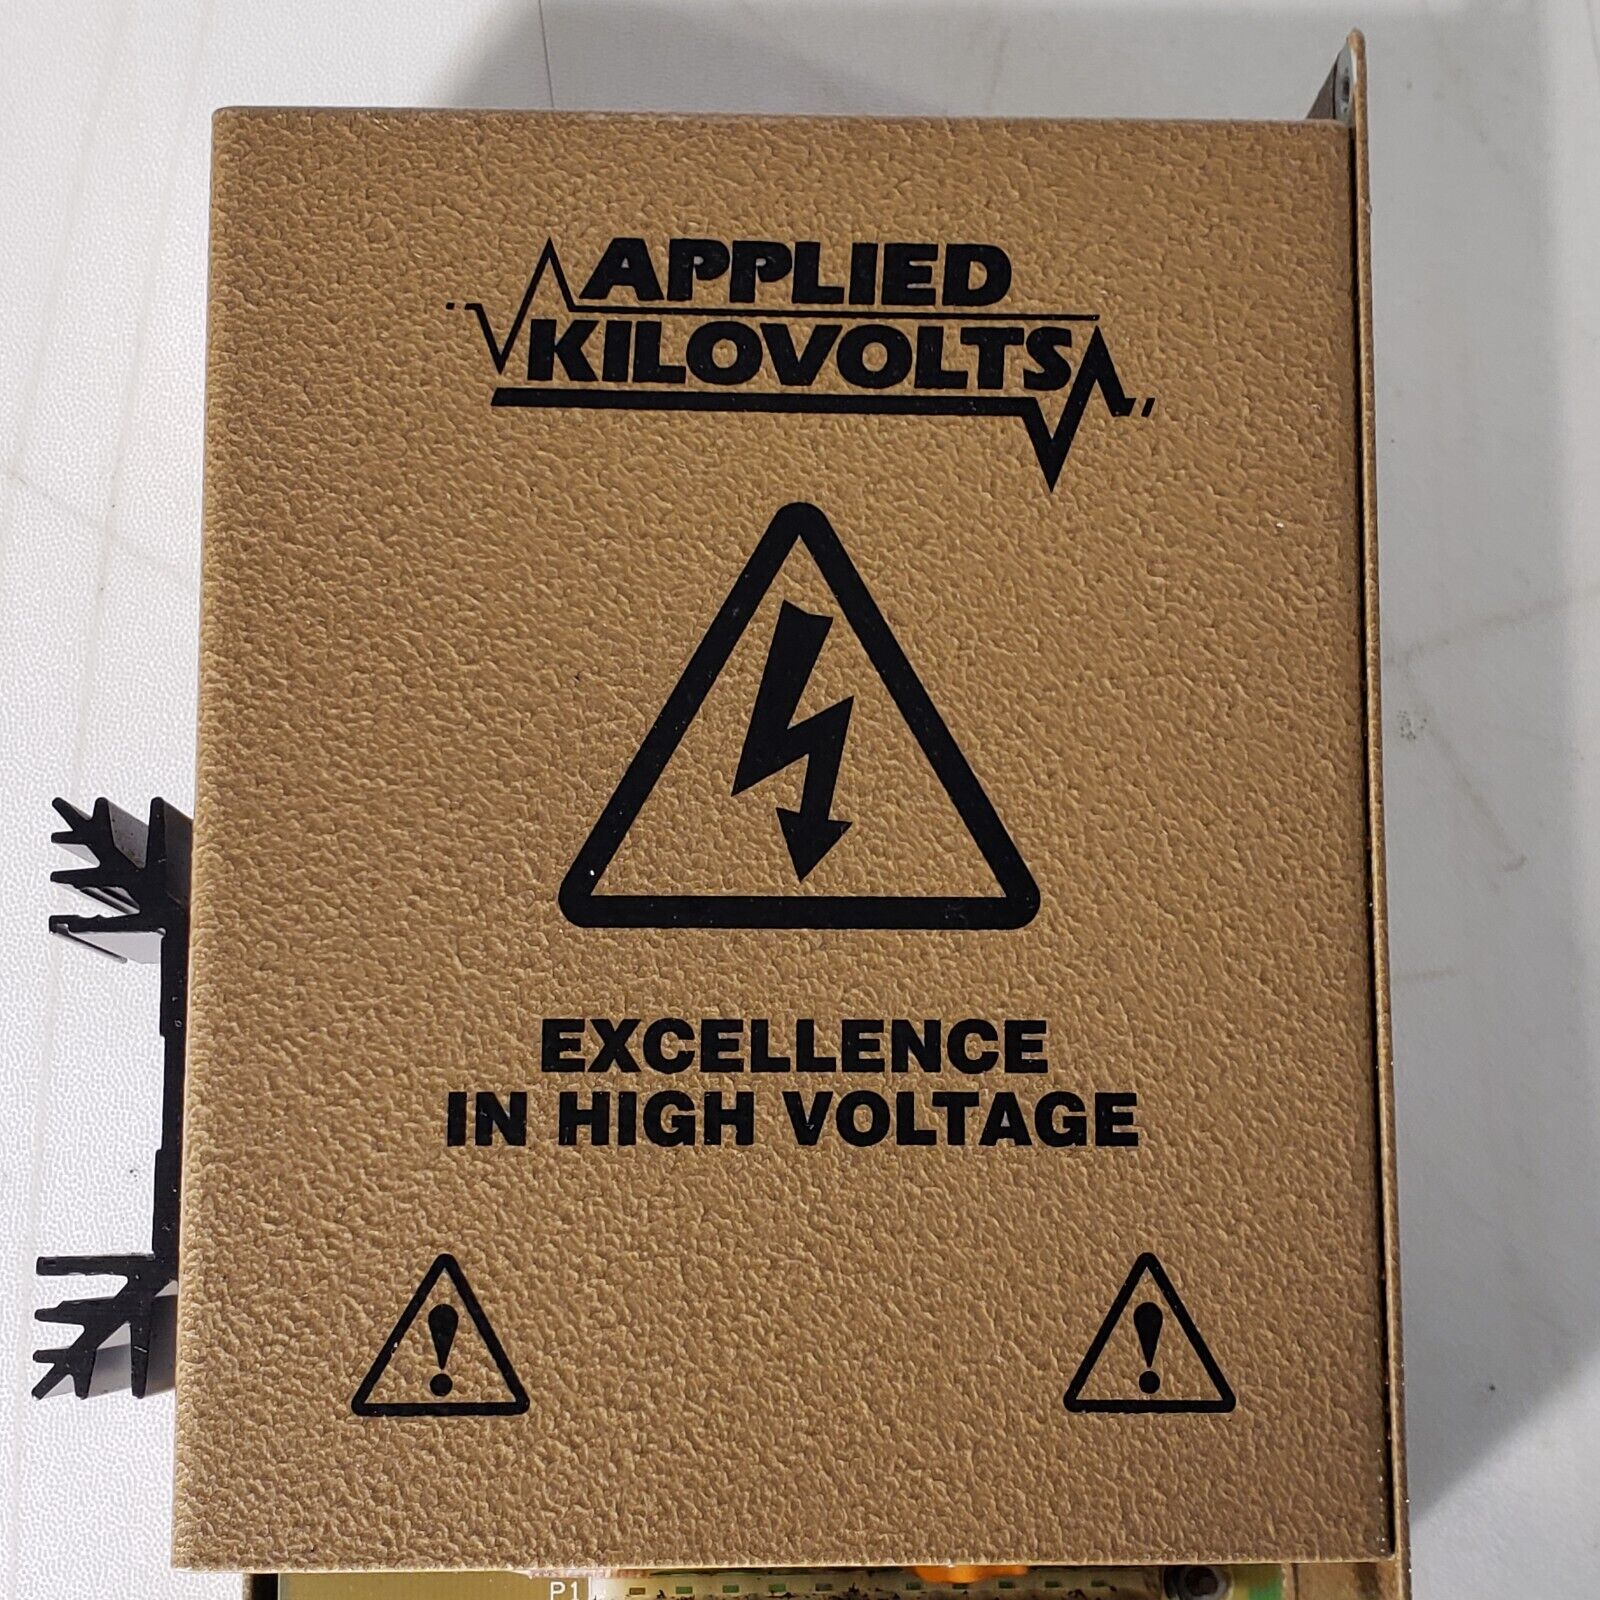 APPLIED
KILOVOLTS
EXCELLENCE
IN HIGH VOLTAGE
! !
P1